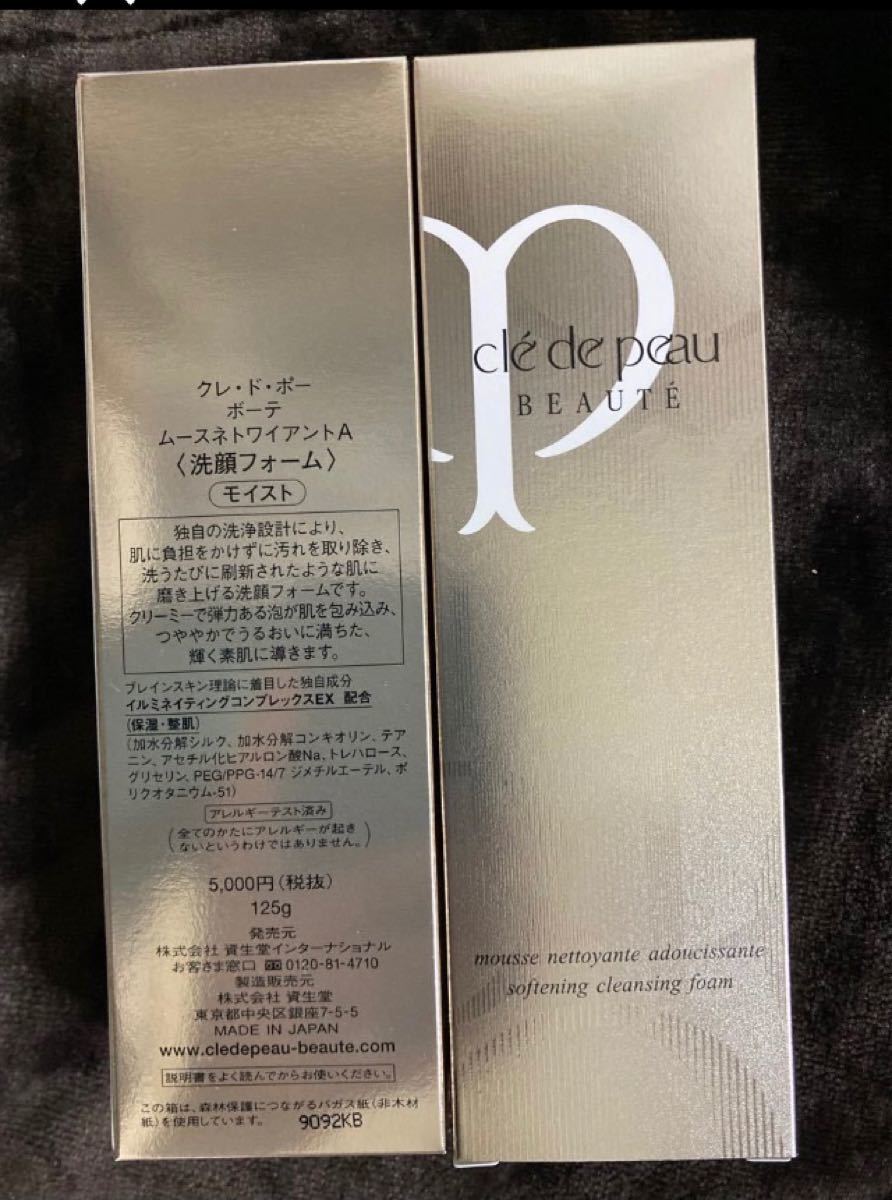 クレ・ド・ポー
ボーテ
ムースネトワイアントA
〈洗顔フォーム〉
モイスト
独自の洗浄設計により、
肌に負担をかけずに汚れを取り除き、
洗うたびに刷新されたような肌に
磨き上げる洗顔フォームです。
クリーミーで弾力ある泡が肌を包み込み、
つややかでうるおいに満ちた、
輝く素肌に導きます。
ブレインスキン理論に着目した独自成分
イルミネイティングコンプレックスEX 配合
(保湿・整肌)
(加水分解シルク、加水分解コンキオリン、テア
ニン、アセチル化ヒアルロン酸Na、トレハロース、
グリセリン、PEG/PPG-14/7 ジメチルエーテル、ポ
リクオタニウム-51)
アレルギーテスト済み
(全てのかたにアレルギーが起き
ないというわけではありません。)
5,000円(税抜)
125g
発売元
株式会社 資生堂インターナショナル
お客さま窓口 0120-81-4710
製造販売元
株式会社 資生堂
東京都中央区銀座7-5-5
MADE IN JAPAN
www.cledepeau-beaute.com
説明書をよく読んでからお使いください。
この箱は、森林保護につながるバガス紙(非木材
紙)を使用しています。 9092KB
clé de peau
BEAUTÉ
mousse nettoyante adoucissante
softening cleansing foam